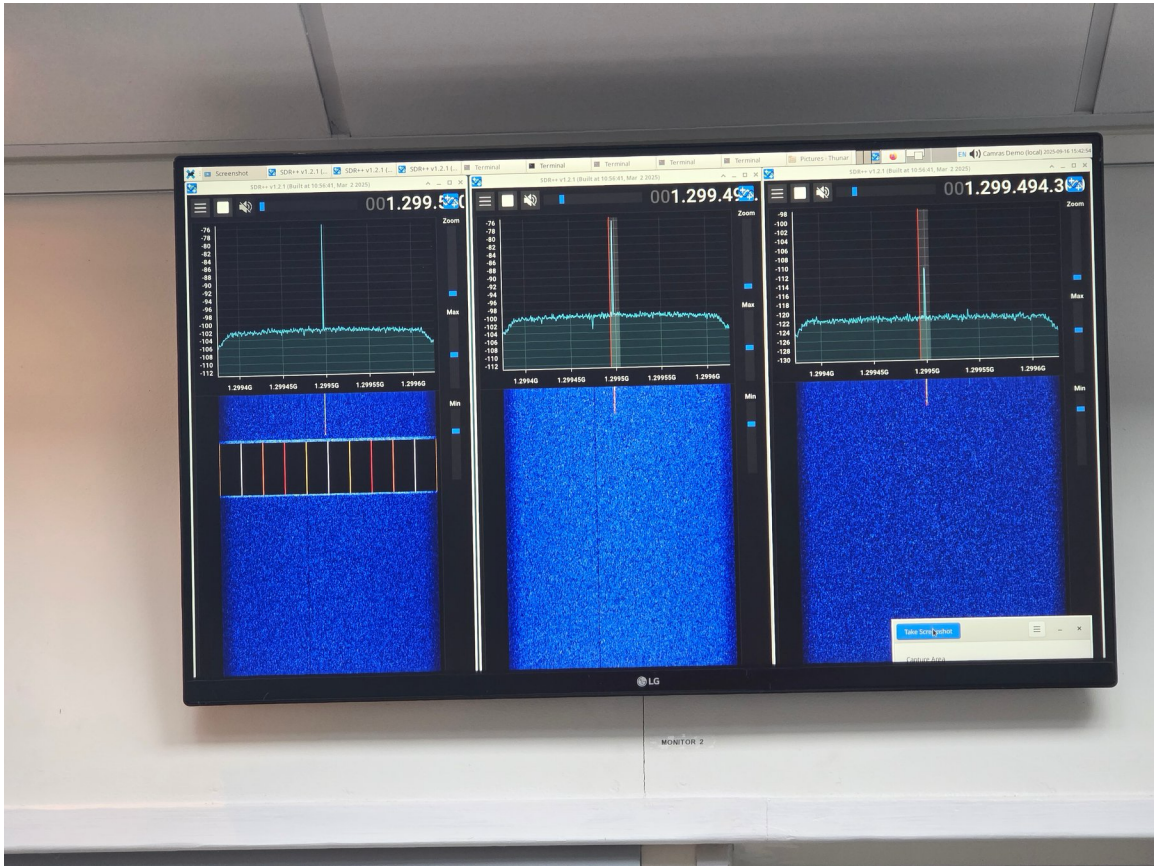 Screenshot SDR++ v1.2.1 (... SDR++ v1.2.1 (... SDR++ v1.2.1 (... Terminal Terminal Terminal Terminal Terminal Pictures - Thunar EN Camras Demo (local) 2025-09-16 15:42:54
SDR++ v1.2.1 (Built at 10:56:41, Mar 2 2025)
001.299.5
Zoom
-76
-78
-80
-82
-84
-86
-88
-90
-92
-94
-96
-98
-100
-102
-104
-106
-108
-110
-112
Max
1.2994G 1.29945G 1.2995G 1.29955G 1.2996G
Min
SDR++ v1.2.1 (Built at 10:56:41, Mar 2 2025)
001.299.49
Zoom
-76
-78
-80
-82
-84
-86
-88
-90
-92
-94
-96
-98
-100
-102
-104
-106
-108
-110
-112
Max
1.2994G 1.29945G 1.2995G 1.29955G 1.2996G
Min
SDR++ v1.2.1 (Built at 10:56:41, Mar 2 2025)
001.299.494.30
Zoom
-98
-100
-102
-104
-106
-108
-110
-112
-114
-116
-118
-120
-122
-124
-126
-128
-130
Max
1.2994G 1.29945G 1.2995G 1.29955G 1.2996G
Min
Take Screenshot
Capture Area
LG
MONITOR 2